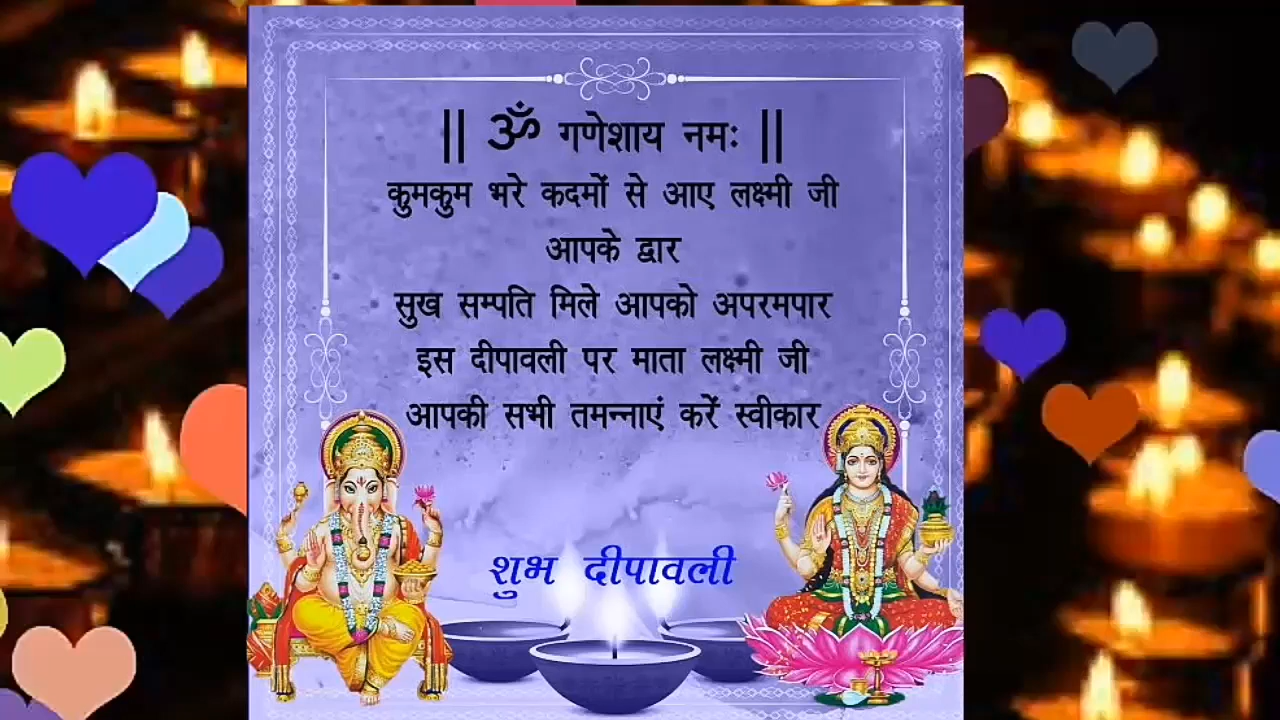 || ॐ गणेशाय नमः ||
कुमकुम भरे कदमों से आए लक्ष्मी जी
आपके द्वार
सुख सम्पति मिले आपको अपरमपार
इस दीपावली पर माता लक्ष्मी जी
आपकी सभी तमन्नाएं करें स्वीकार
शुभ दीपावली